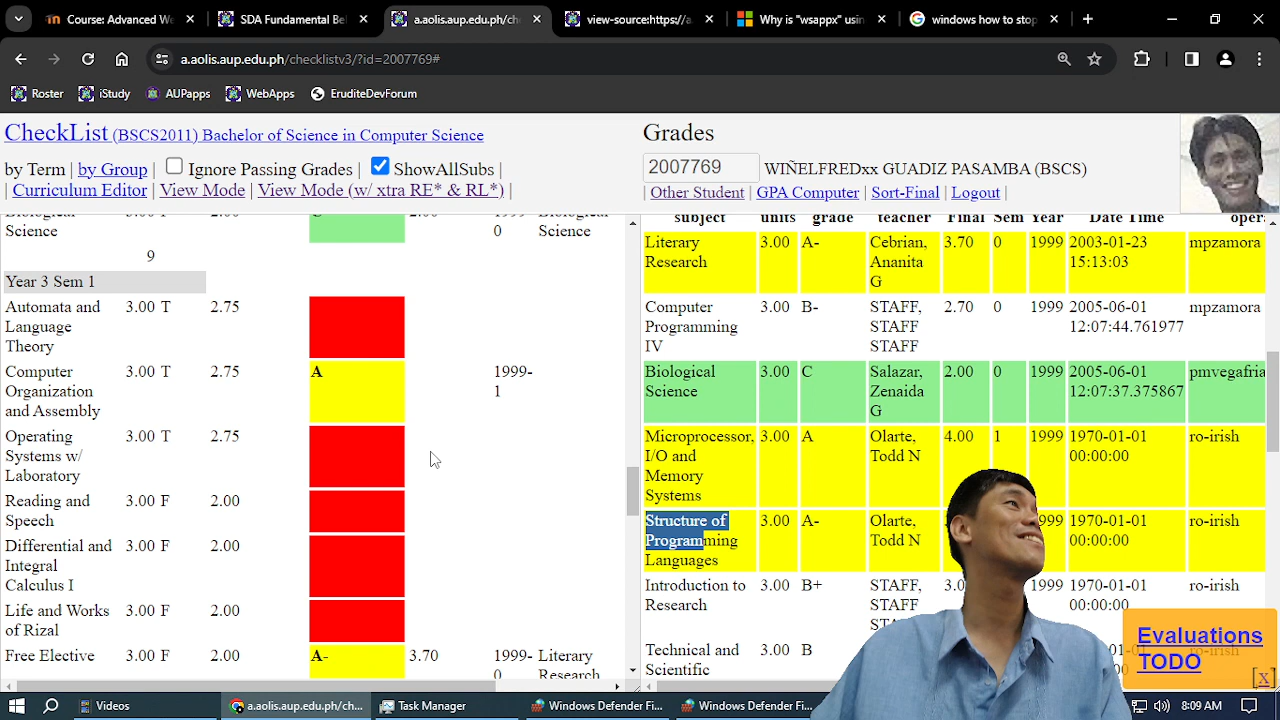 Course: Advanced We
SDA Fundamental Bel
a.aolis.aup.edu.ph/che
view-source:https://a.
Why is "wsappx" usin
windows how to stop
a.aolis.aup.edu.ph/checklistv3/?id=2007769#
Roster
iStudy
AUPapps
WebApps
EruditeDevForum
CheckList (BSCS2011) Bachelor of Science in Computer Science
by Term | by Group | Ignore Passing Grades | ShowAllSubs |
| Curriculum Editor | View Mode | View Mode (w/ xtra RE* & RL*) |
Science 0 Science
9
Year 3 Sem 1
Automata and 3.00 T 2.75
Language
Theory
Computer 3.00 T 2.75 A 1999-
Organization 1
and Assembly
Operating 3.00 T 2.75
Systems w/
Laboratory
Reading and 3.00 F 2.00
Speech
Differential and 3.00 F 2.00
Integral
Calculus I
Life and Works 3.00 F 2.00
of Rizal
Free Elective 3.00 F 2.00 A- 3.70 1999- Literary
0 Research
Grades
2007769 WIÑELFREDxx GUADIZ PASAMBA (BSCS)
| Other Student | GPA Computer | Sort-Final | Logout |
subject units grade teacher Final Sem Year Date Time oper
Literary 3.00 A- Cebrian, 3.70 0 1999 2003-01-23 mpzamora
Research Ananita 15:13:03
G
Computer 3.00 B- STAFF, 2.70 0 1999 2005-06-01 mpzamora
Programming STAFF 12:07:44.761977
IV STAFF
Biological 3.00 C Salazar, 2.00 0 1999 2005-06-01 pmvegafria
Science Zenaida 12:07:37.375867
G
Microprocessor, 3.00 A Olarte, 4.00 1 1999 1970-01-01 ro-irish
I/O and Todd N 00:00:00
Memory
Systems
Structure of 3.00 A- Olarte, 999 1970-01-01 ro-irish
Programming Todd N 00:00:00
Languages
Introduction to 3.00 B+ STAFF, 3.0 1999 1970-01-01 ro-irish
Research STAFF 00:00:00
Technical and 3.00 B ro-irish
Scientific
Evaluations
TODO
[x]
Videos
a.aolis.aup.edu.ph/ch...
Task Manager
Windows Defender Fi...
Windows Defender Fi...
8:09 AM